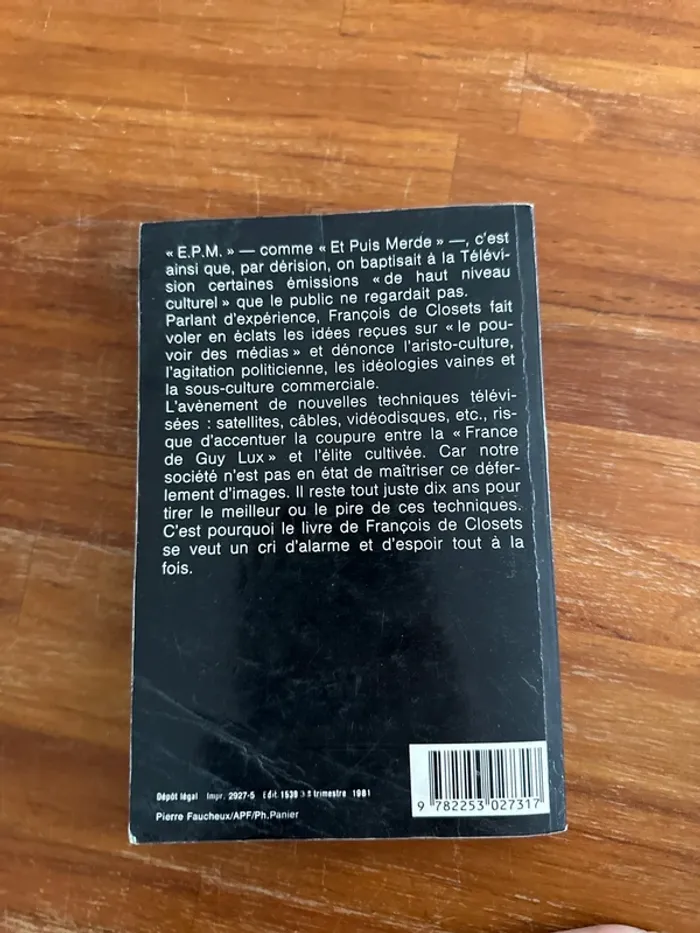 « E.P.M. » — comme « Et Puis Merde » —, c'est
ainsi que, par dérision, on baptisait à la Télévi-
sion certaines émissions « de haut niveau
culturel » que le public ne regardait pas.
Parlant d'expérience, François de Closets fait
voler en éclats les idées reçues sur « le pou-
voir des médias » et dénonce l'aristo-culture,
l'agitation politicienne, les idéologies vaines et
la sous-culture commerciale.
L'avènement de nouvelles techniques télévi-
sées : satellites, câbles, vidéodisques, etc., ris-
que d'accentuer la coupure entre la « France
de Guy Lux » et l'élite cultivée. Car notre
société n'est pas en état de maîtriser ce défer-
lement d'images. Il reste tout juste dix ans pour
tirer le meilleur ou le pire de ces techniques.
C'est pourquoi le livre de François de Closets
se veut un cri d'alarme et d'espoir tout à la
fois.
Dépôt légal Impr. 2927-5 Edit. 1539 trimestre 1981
Pierre Faucheux/APF/Ph.Panier
9 782253 027317